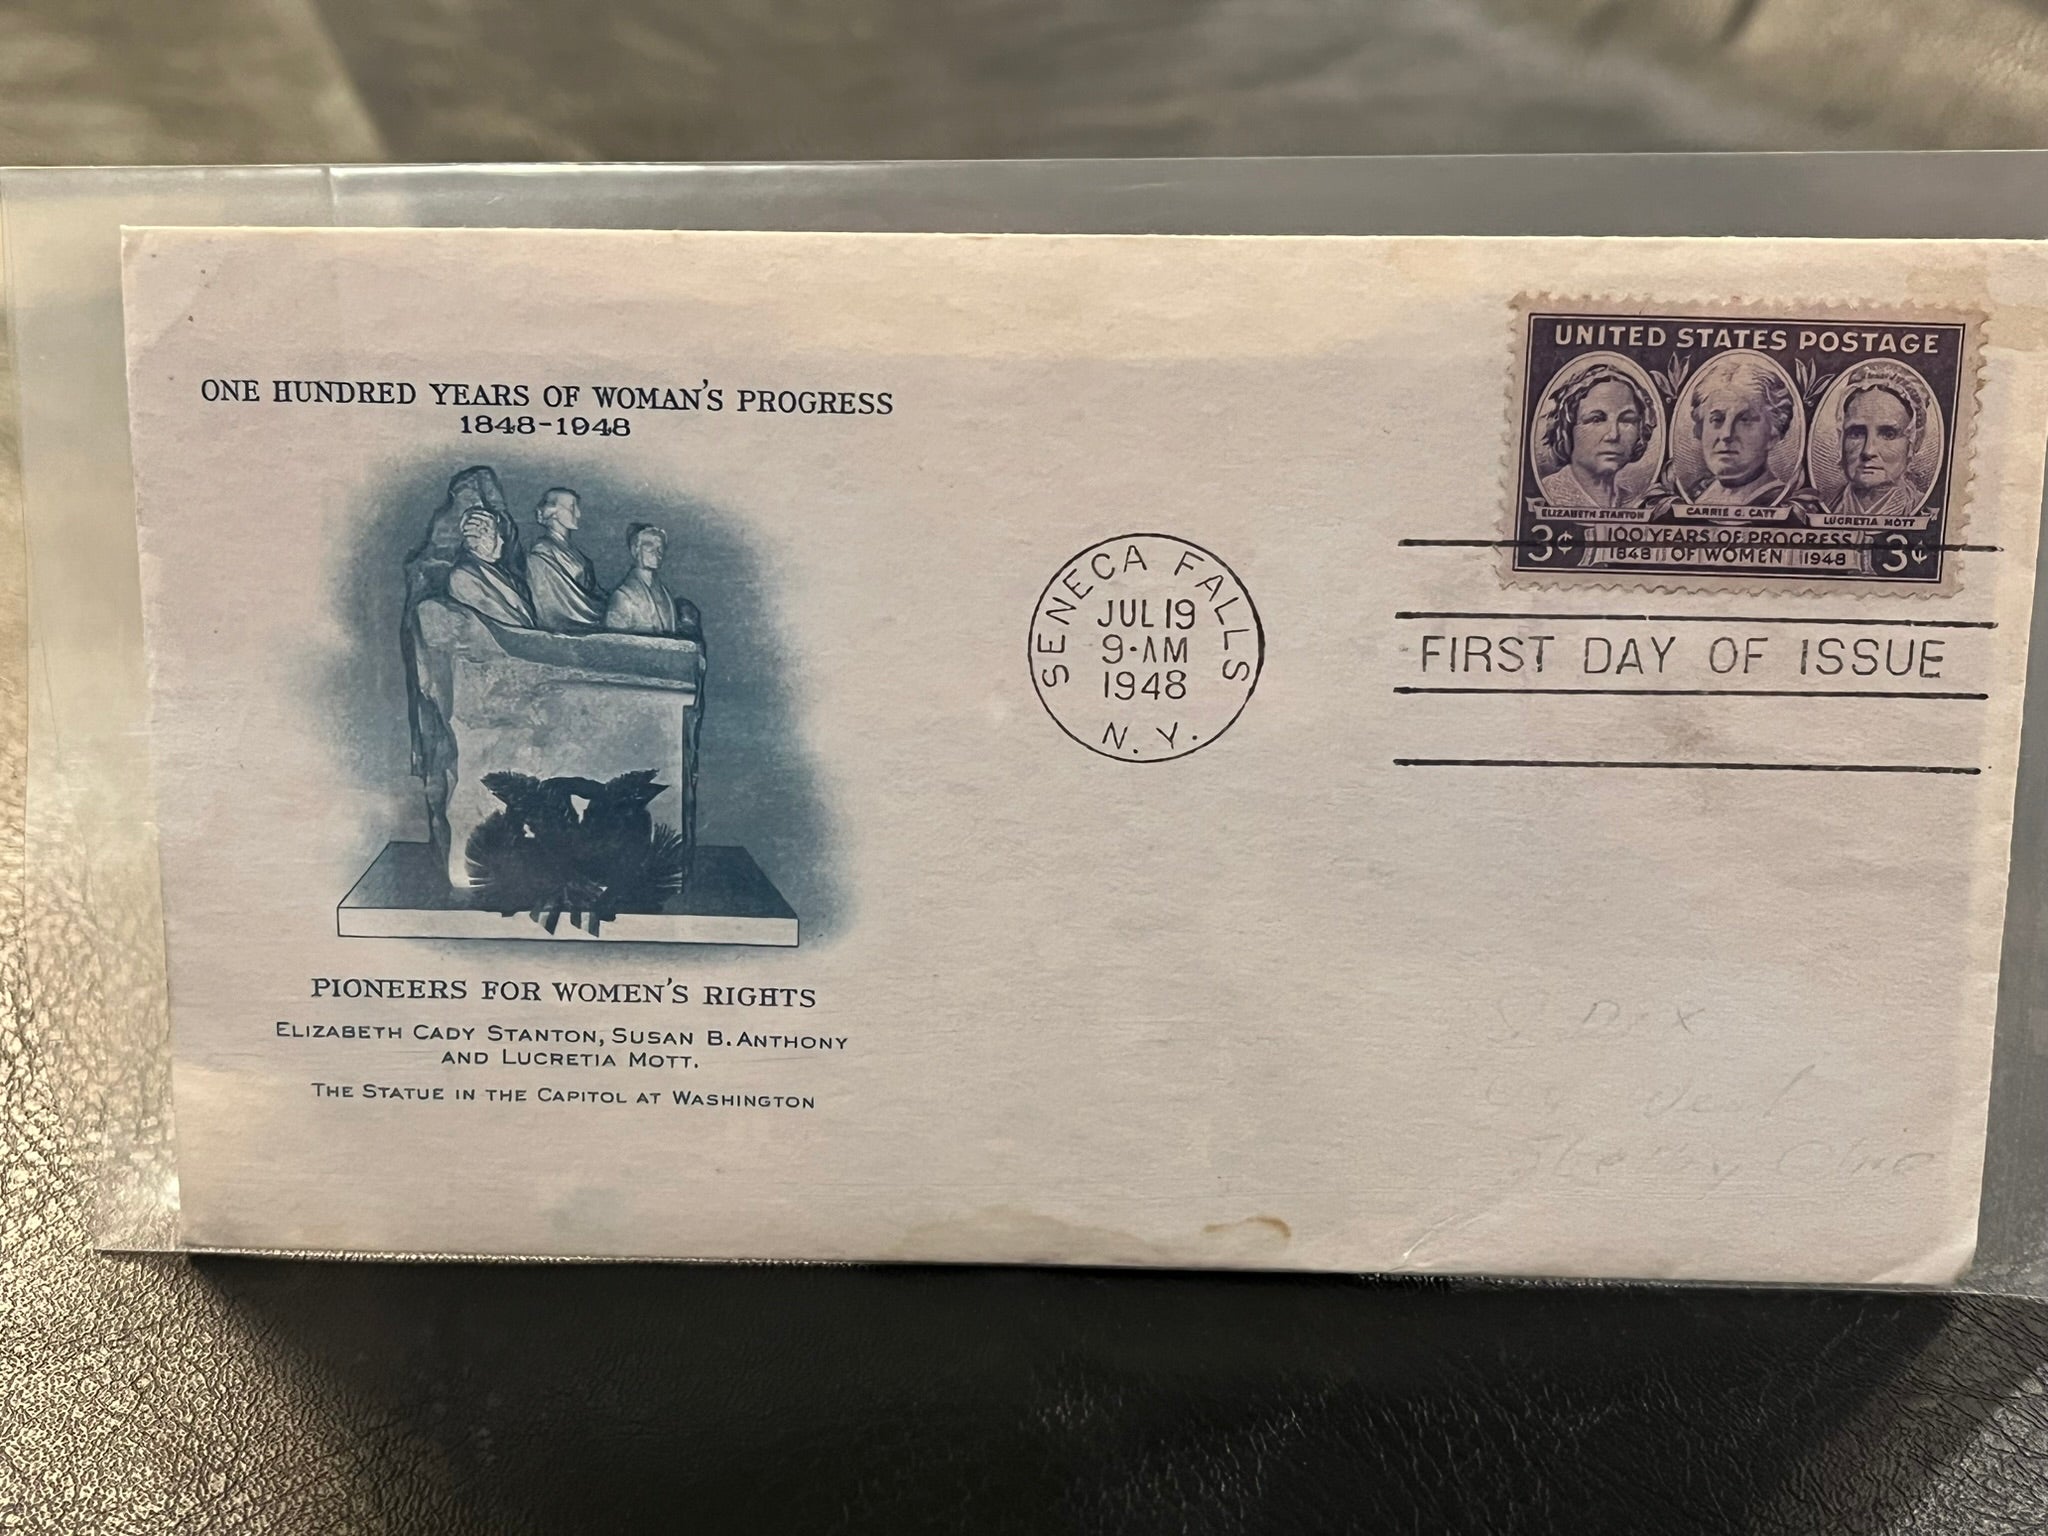 ONE HUNDRED YEARS OF WOMAN'S PROGRESS
1848-1948
PIONEERS FOR WOMEN'S RIGHTS
ELIZABETH CADY STANTON, SUSAN B. ANTHONY
AND LUCRETIA MOTT.
THE STATUE IN THE CAPITOL AT WASHINGTON
SENECA FALLS
JUL 19
9-AM
1948
N. Y.
UNITED STATES POSTAGE
ELIZABETH STANTON
CARRIE C. CATT
LUCRETIA MOTT
3¢ 100 YEARS OF PROGRESS 3¢
1848 OF WOMEN 1948
FIRST DAY OF ISSUE